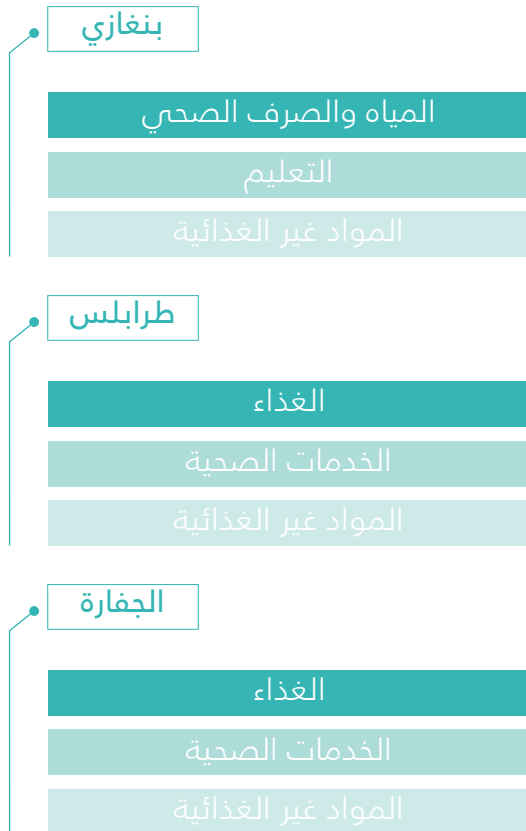 بنغازي
المياه والصرف الصحي
التعليم
المواد غير الغذائية
طرابلس
الغذاء
الخدمات الصحية
المواد غير الغذائية
الجفارة
الغذاء
الخدمات الصحية
المواد غير الغذائية